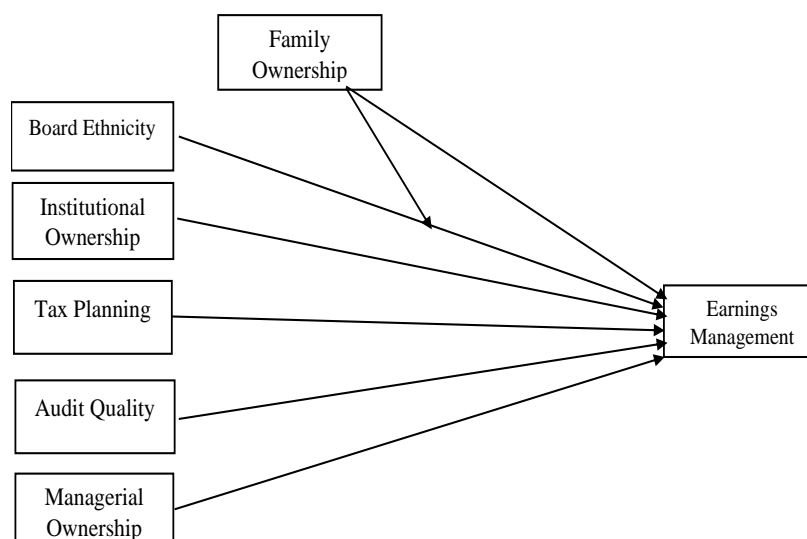 Family
Ownership
Board Ethnicity
Institutional
Ownership
Tax Planning
Earnings
Management
Audit Quality
Managerial
Ownership